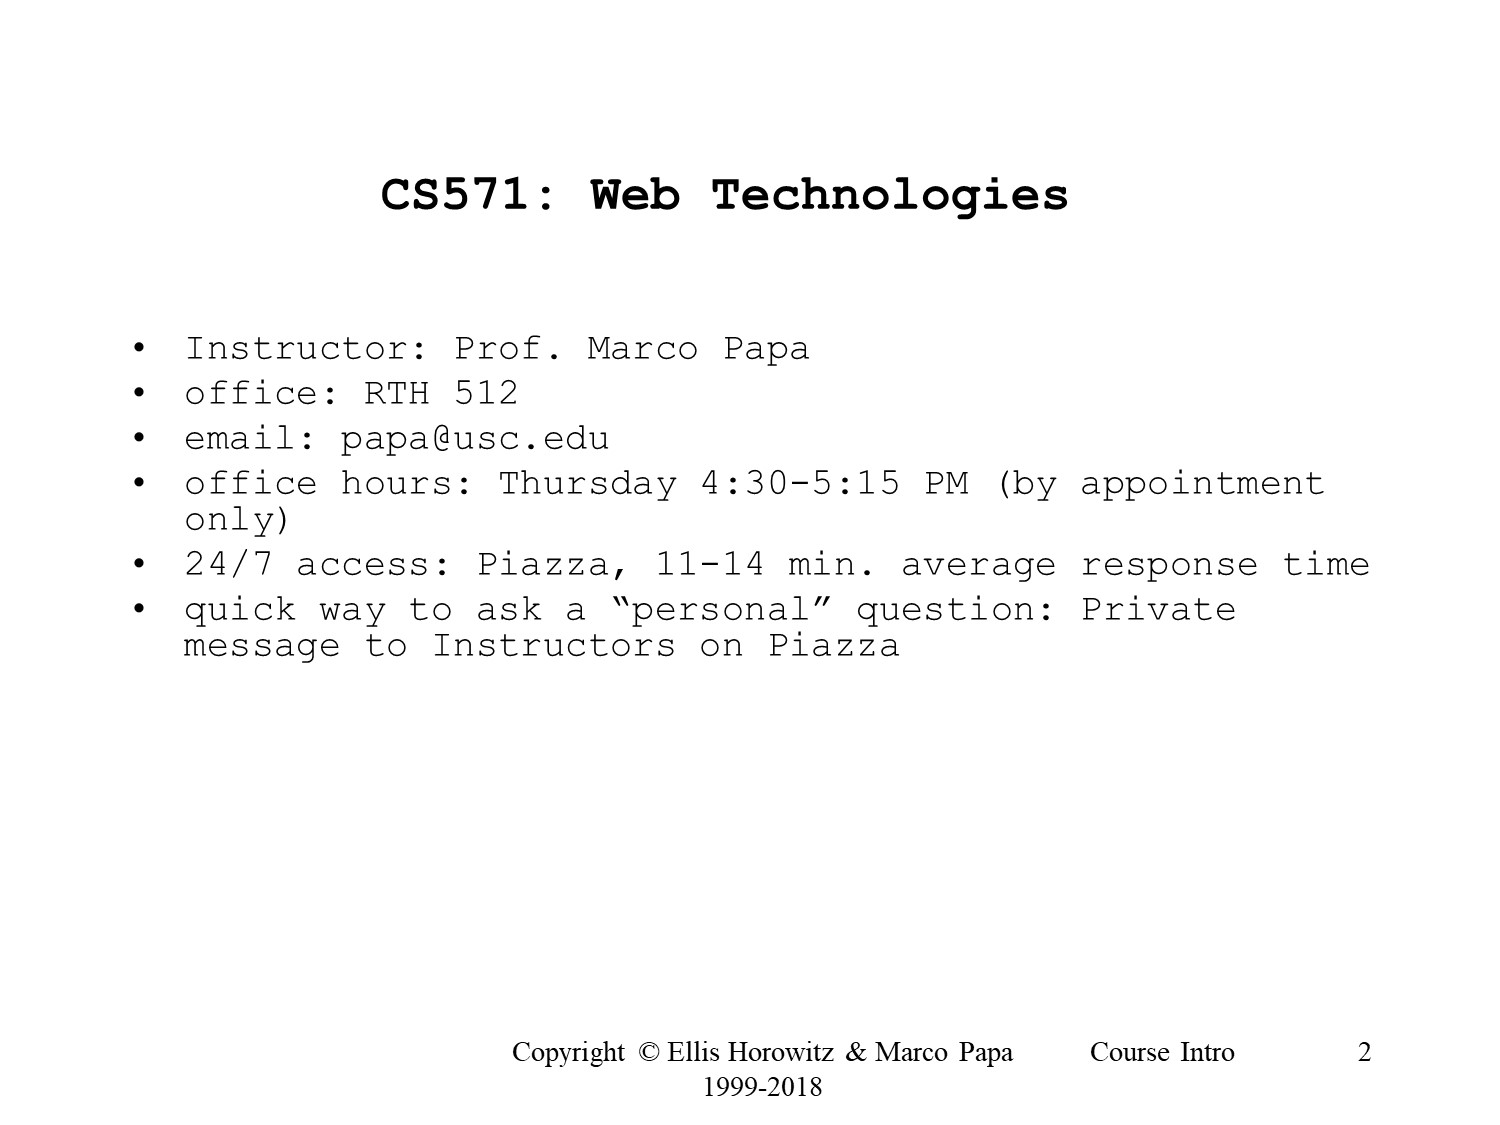 CS571: Web Technologies
• Instructor: Prof. Marco Papa
• office: RTH 512
• email: papa@usc.edu
• office hours: Thursday 4:30-5:15 PM (by appointment
only)
• 24/7 access: Piazza, 11-14 min. average response time
• quick way to ask a “personal” question: Private
message to Instructors on Piazza
Copyright © Ellis Horowitz & Marco Papa Course Intro 2
1999-2018